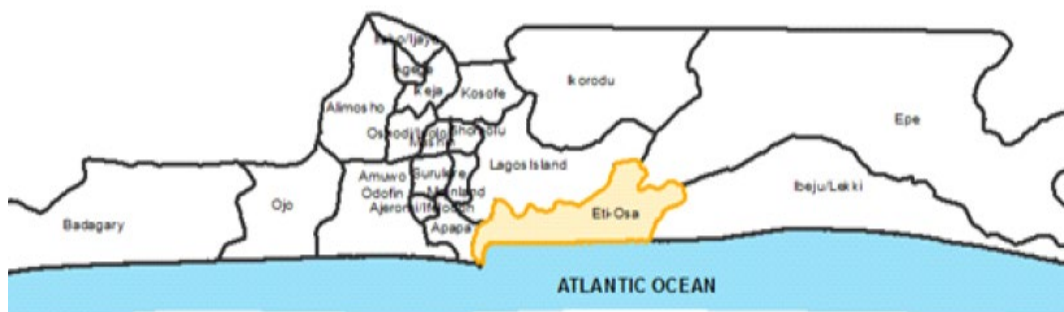 Agege
Ikeja
Kosofe
Ikorodu
Alimosho
Epe
Lagos Island
Amuwo
Odofin
Surulere
Mainland
Ibeju/Lekki
Ojo
Eti-Osa
Badagary
Apapa
ATLANTIC OCEAN